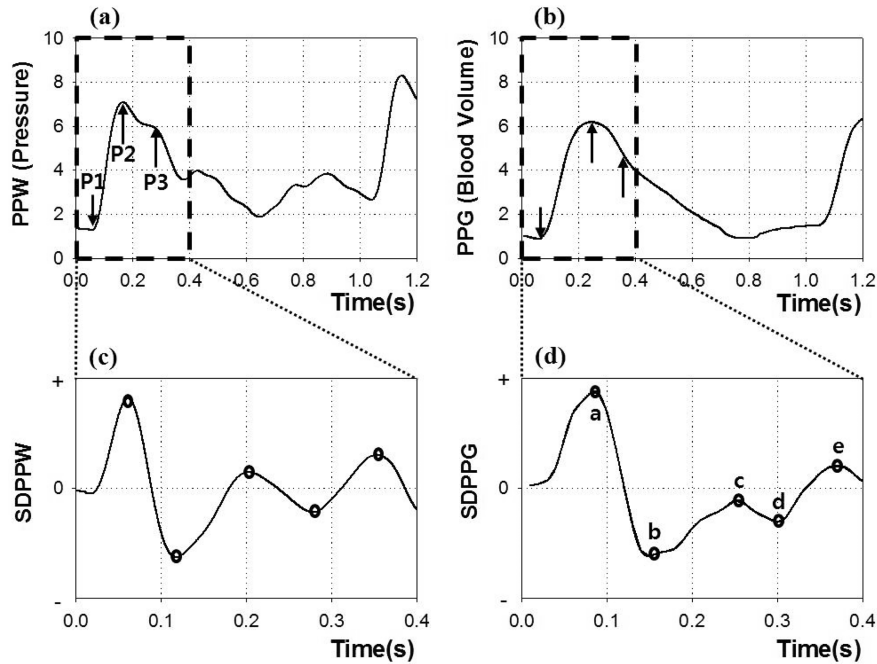 (a)
PPW (Pressure)
10
8
6
4
2
0
P1
P2
P3
0.0 0.2 0.4 0.6 0.8 1.0 1.2
Time(s)
(b)
PPG (Blood Volume)
10
8
6
4
2
0
0.0 0.2 0.4 0.6 0.8 1.0 1.2
Time(s)
(c)
SDPPW
+
0
-
0.0 0.1 0.2 0.3 0.4
Time(s)
(d)
SDPPG
+
0
-
a
b
c
d
e
0.0 0.1 0.2 0.3 0.4
Time(s)